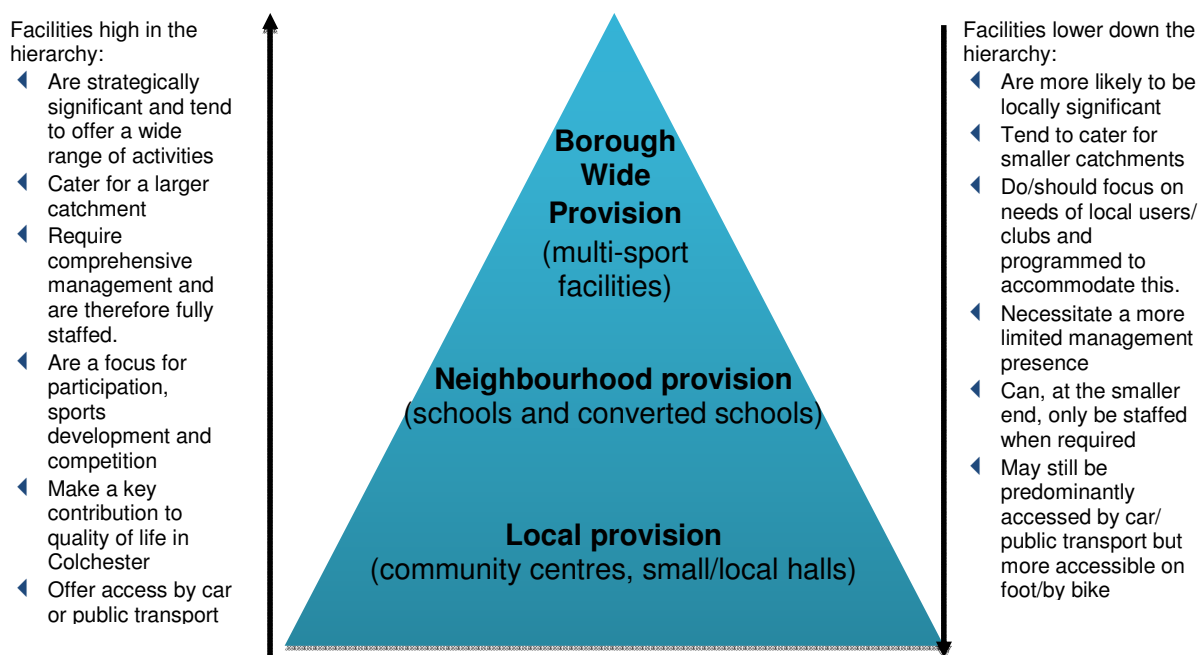 Facilities high in the
hierarchy:
Are strategically
significant and tend
to offer a wide
range of activities
Cater for a larger
catchment
Require
comprehensive
management and
are therefore fully
staffed.
Are a focus for
participation,
sports
development and
competition
Make a key
contribution to
quality of life in
Colchester
Offer access by car
or public transport
Borough
Wide
Provision
(multi-sport
facilities)
Neighbourhood provision
(schools and converted schools)
Local provision
(community centres, small/local halls)
Facilities lower down the
hierarchy:
Are more likely to be
locally significant
Tend to cater for
smaller catchments
Do/should focus on
needs of local users/
clubs and
programmed to
accommodate this.
Necessitate a more
limited management
presence
Can, at the smaller
end, only be staffed
when required
May still be
predominantly
accessed by car/
public transport but
more accessible on
foot/by bike